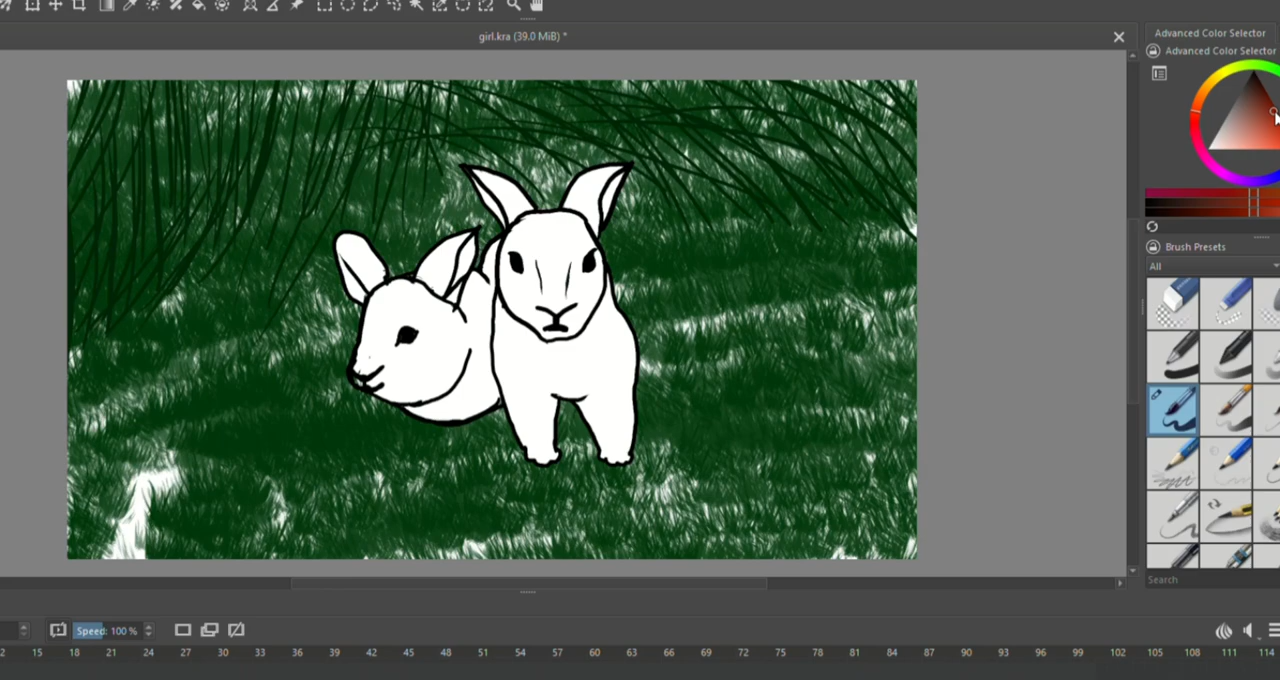 girl.kra (39.0 MiB) *
Advanced Color Selector
Advanced Color Selector
Brush Presets
All
Search
Speed: 100 %
2 15 18 21 24 27 30 33 36 39 42 45 48 51 54 57 60 63 66 69 72 75 78 81 84 87 90 93 96 99 102 105 108 111 114